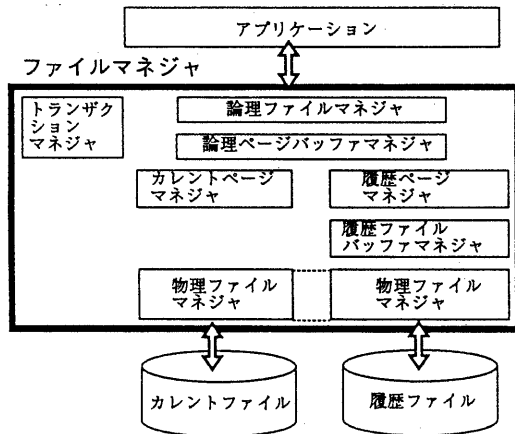 アプリケーション
ファイルマネジャ
トランザク
ション
マネジャ
論理ファイルマネジャ
論理ページバッファマネジャ
カレントページ
マネジャ
履歴ページ
マネジャ
履歴ファイル
バッファマネジャ
物理ファイル
マネジャ
物理ファイル
マネジャ
カレントファイル
履歴ファイル